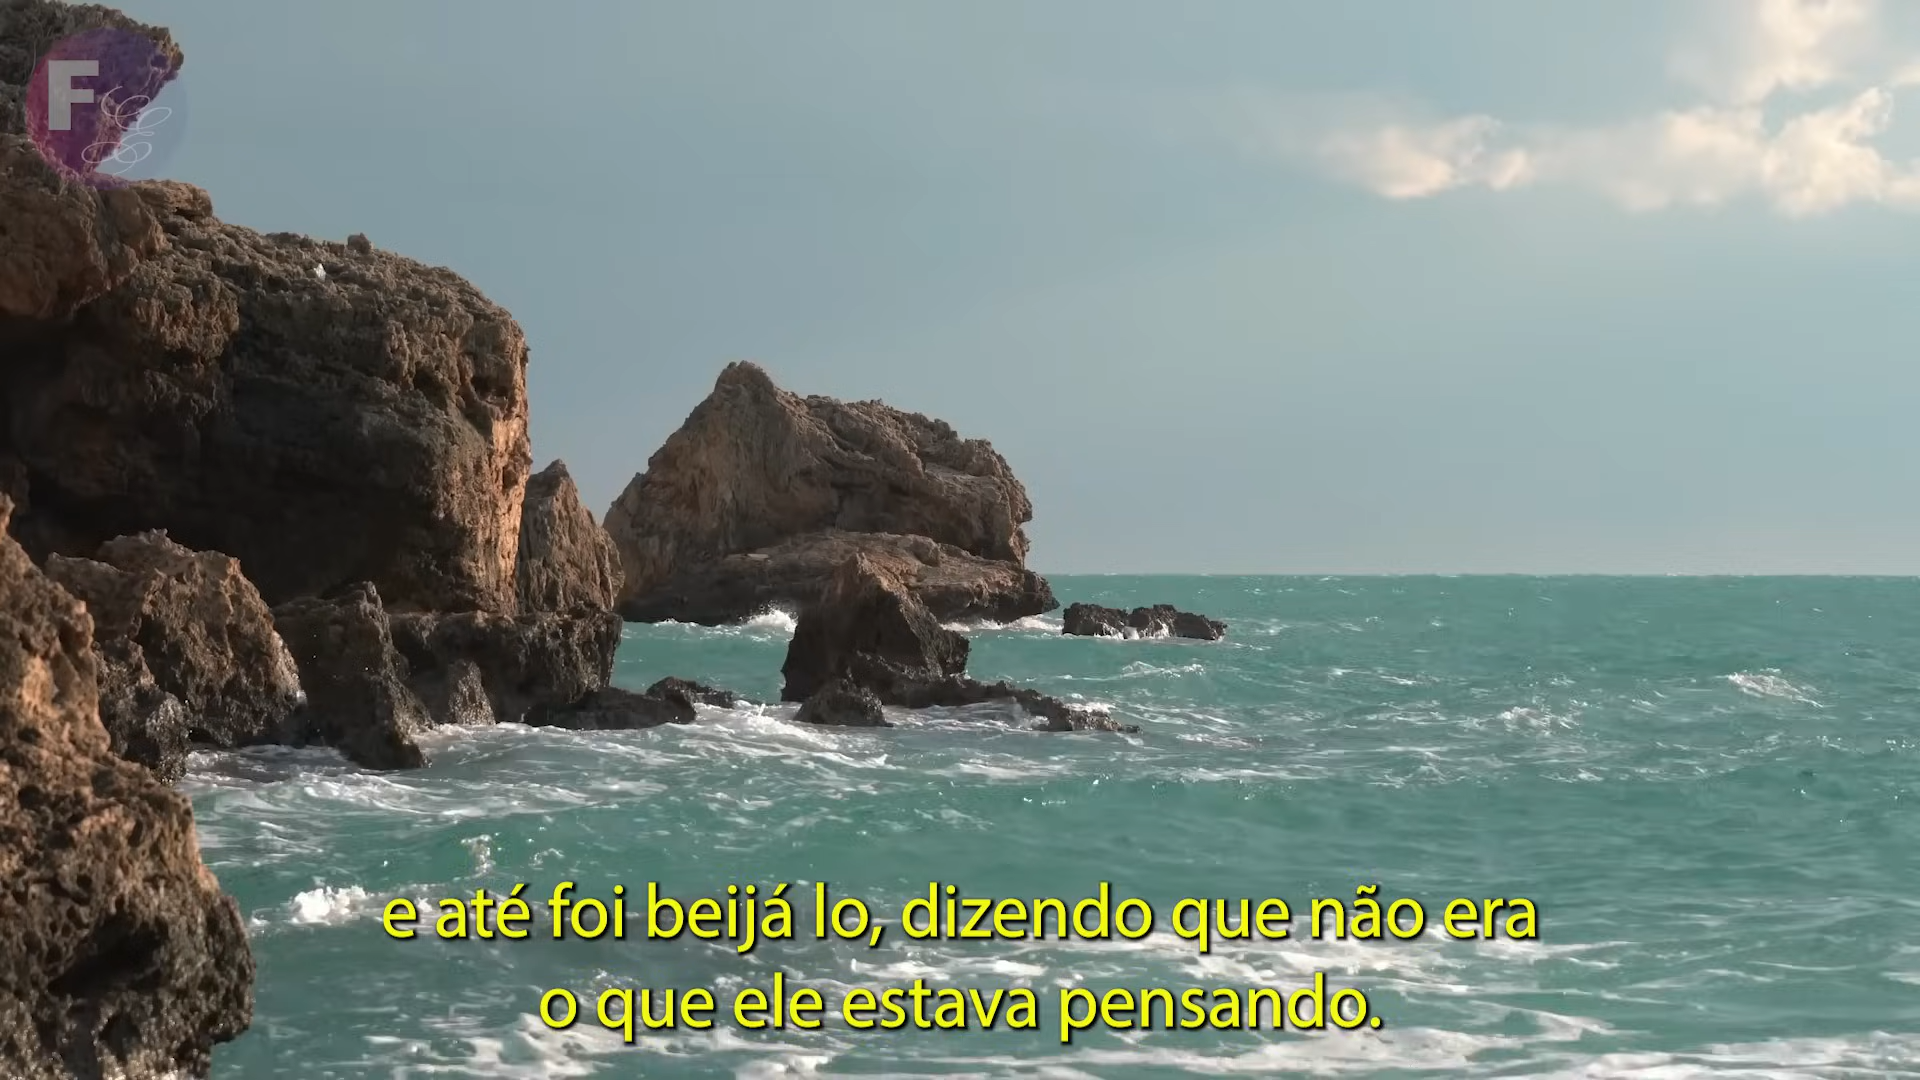 F
E
e até foi beijá lo, dizendo que não era
o que ele estava pensando.